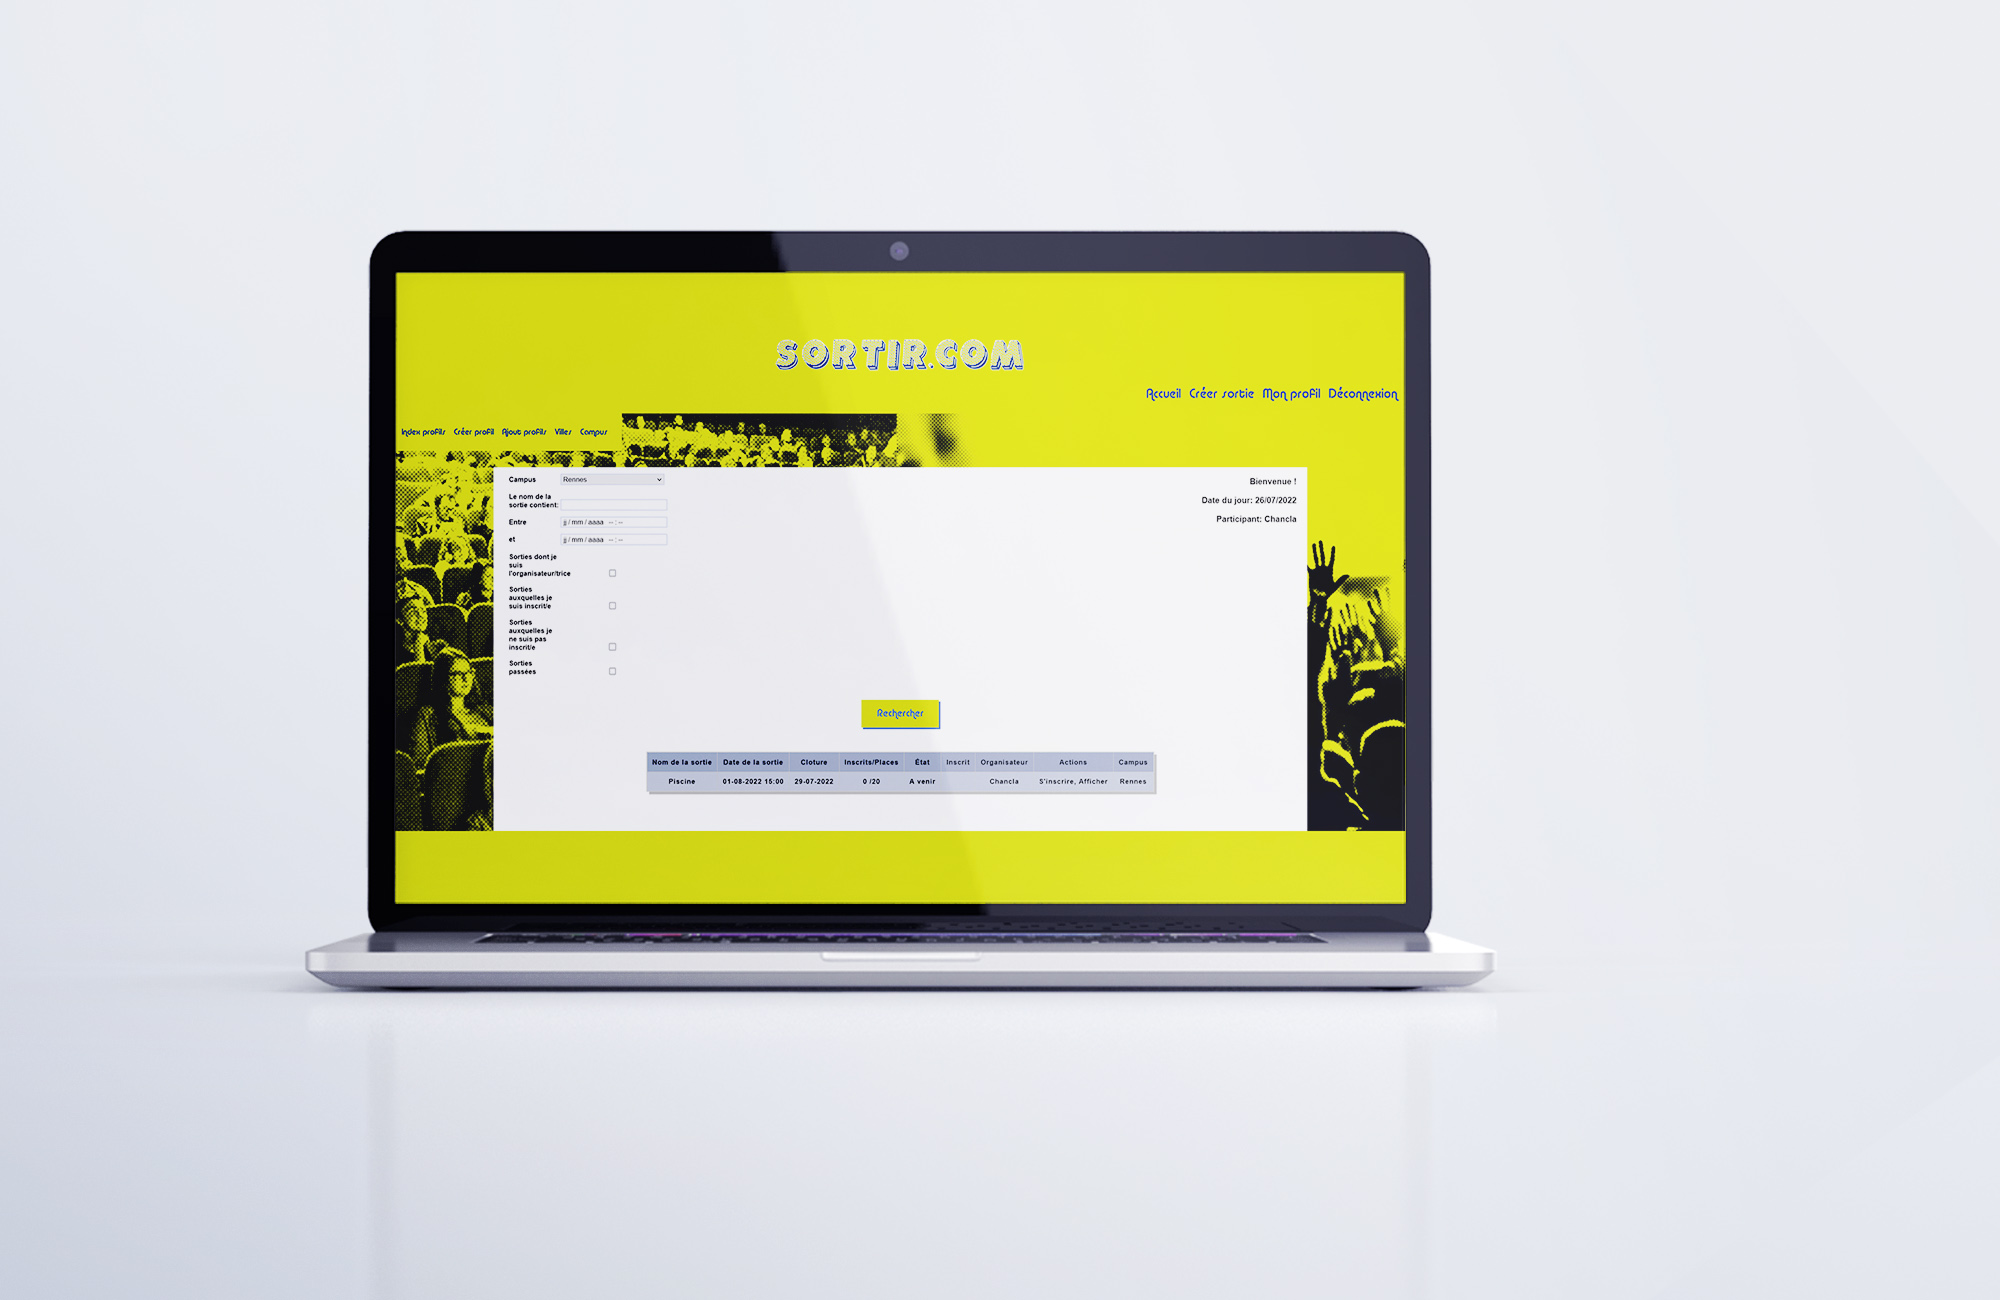 SORTIR.COM
Accueil Créer sortie Mon profil Déconnexion
Index profils Créer profil Ajout profils Villes Campus
Campus Rennes
Le nom de la
sortie contient:
Entre jj / mm / aaaa -- : --
et jj / mm / aaaa -- : --
Sorties dont je
suis
l'organisateur/trice
Sorties
auxquelles je
suis inscrit/e
Sorties
auxquelles je
ne suis pas
inscrit/e
Sorties
passées
Bienvenue !
Date du jour: 26/07/2022
Participant: Chancla
Rechercher
Nom de la sortie Date de la sortie Cloture Inscrits/Places État Inscrit Organisateur Actions Campus
Piscine 01-08-2022 15:00 29-07-2022 0 /20 A venir Chancla S'inscrire, Afficher Rennes